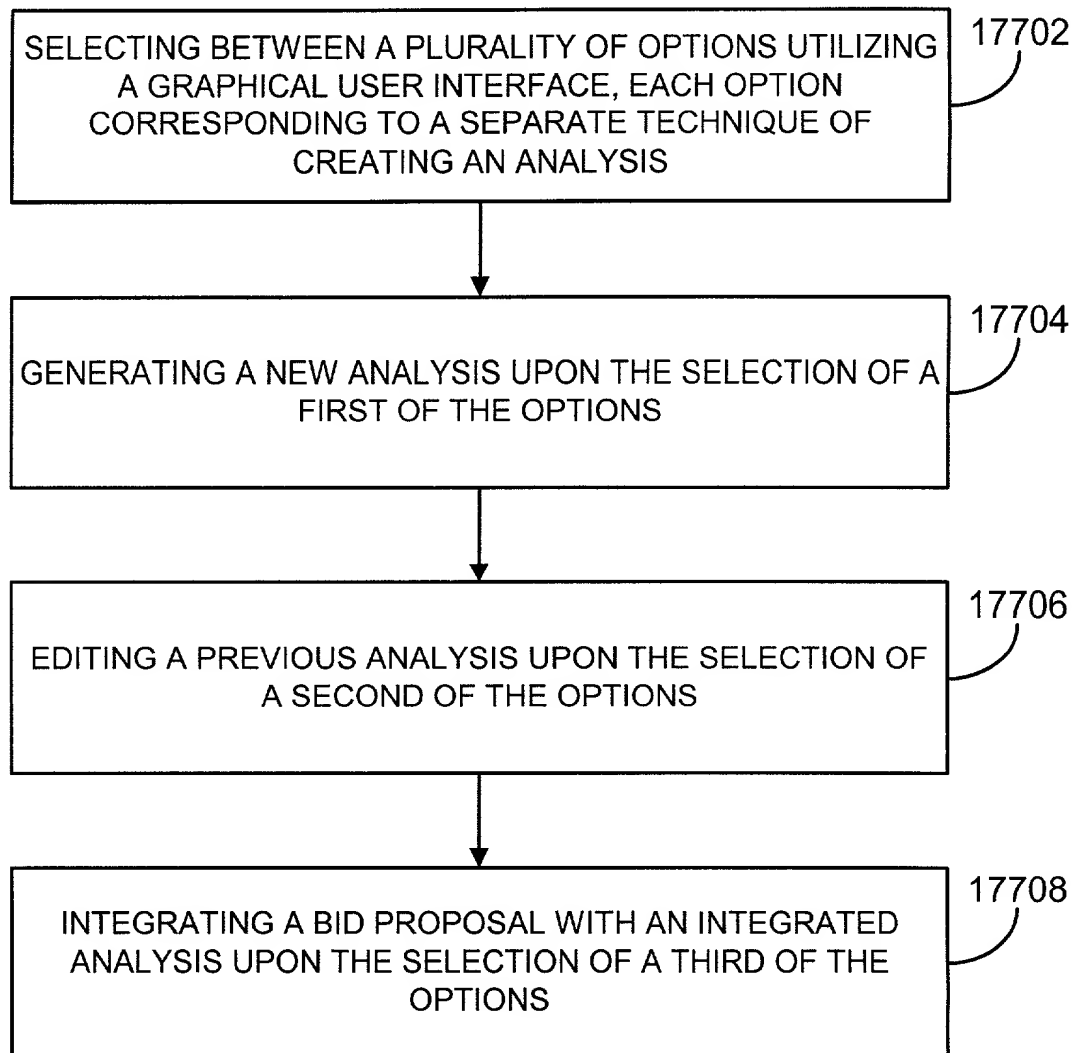 SELECTING BETWEEN A PLURALITY OF OPTIONS UTILIZING
A GRAPHICAL USER INTERFACE, EACH OPTION
CORRESPONDING TO A SEPARATE TECHNIQUE OF
CREATING AN ANALYSIS
17702
GENERATING A NEW ANALYSIS UPON THE SELECTION OF A
FIRST OF THE OPTIONS
17704
EDITING A PREVIOUS ANALYSIS UPON THE SELECTION OF
A SECOND OF THE OPTIONS
17706
INTEGRATING A BID PROPOSAL WITH AN INTEGRATED
ANALYSIS UPON THE SELECTION OF A THIRD OF THE
OPTIONS
17708